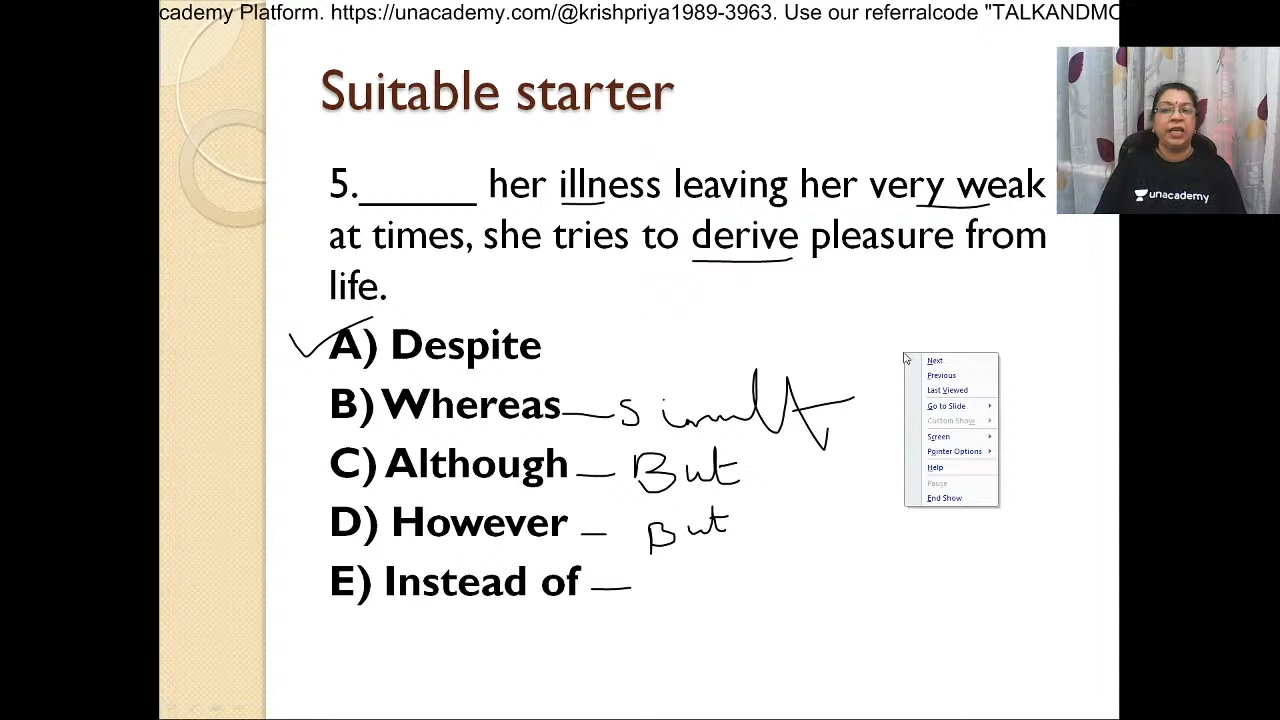 cademy Platform. https://unacademy.com/@krishpriya1989-3963. Use our referralcode "TALKANDMO
Suitable starter
unacademy
5.______ her illness leaving her very weak
at times, she tries to derive pleasure from
life.
A) Despite
B) Whereas
C) Although — But
D) However — But
E) Instead of —
Next
Previous
Last Viewed
Go to Slide
Custom Show
Screen
Pointer Options
Help
Pause
End Show